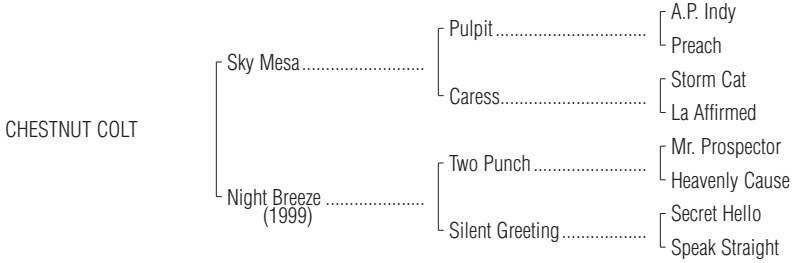 A.P. Indy
Pulpit
Preach
Sky Mesa
Storm Cat
Caress
La Affirmed
CHESTNUT COLT
Mr. Prospector
Two Punch
Heavenly Cause
Night Breeze
(1999)
Secret Hello
Silent Greeting
Speak Straight